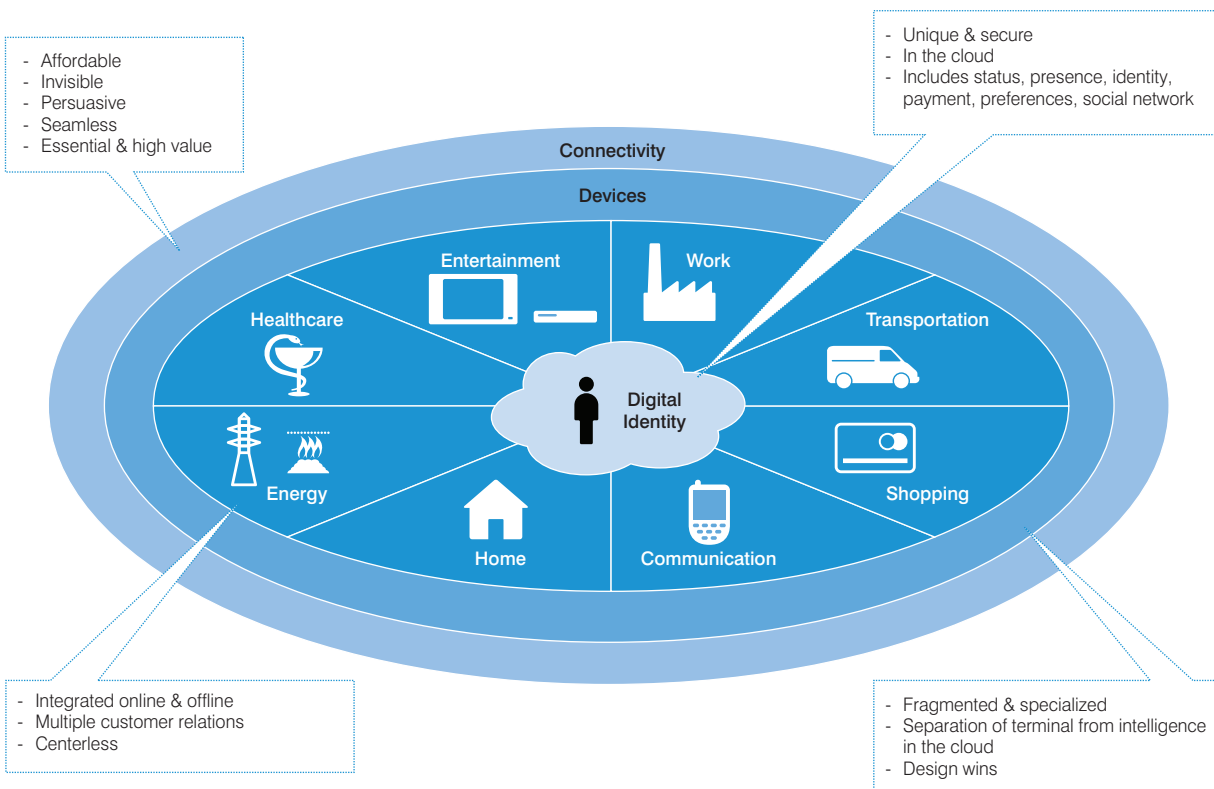 - Affordable
- Invisible
- Persuasive
- Seamless
- Essential & high value
- Unique & secure
- In the cloud
- Includes status, presence, identity,
payment, preferences, social network
Connectivity
Devices
Entertainment
Work
Healthcare
Transportation
Digital
Identity
Energy
Shopping
Home
Communication
- Integrated online & offline
- Multiple customer relations
- Centerless
- Fragmented & specialized
- Separation of terminal from intelligence
in the cloud
- Design wins